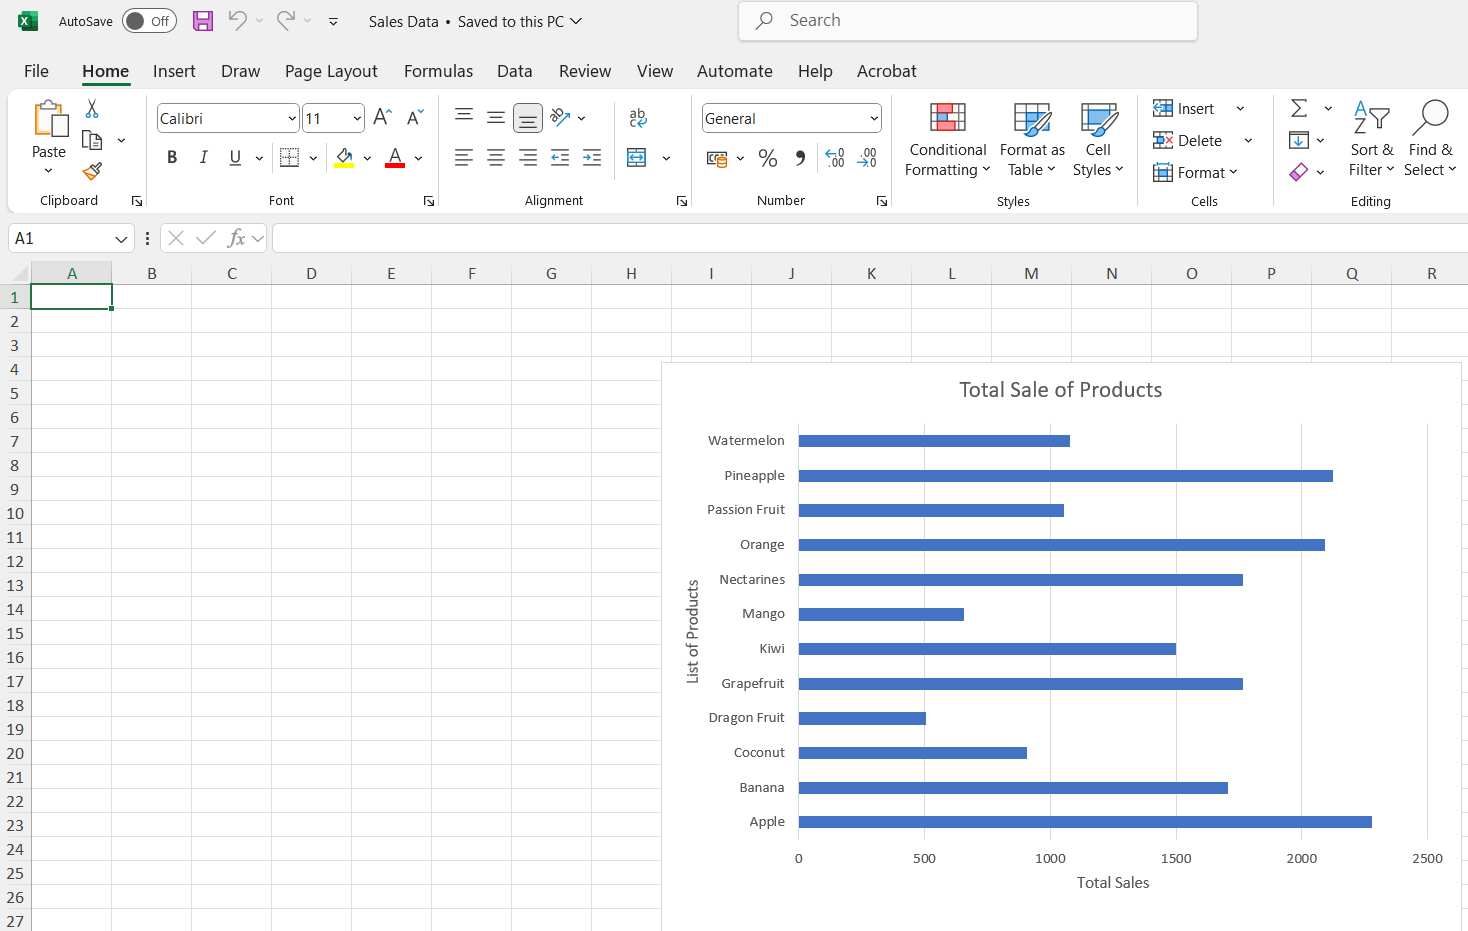 AutoSave Off Sales Data • Saved to this PC Search
File Home Insert Draw Page Layout Formulas Data Review View Automate Help Acrobat
Paste
Clipboard
Calibri 11
B I U A
Font
ab
Alignment
General
% 
Number
Conditional Formatting
Format as Table
Cell Styles
Styles
Insert
Delete
Format
Cells
Sort & Filter
Find & Select
Editing
A1 fx
A B C D E F G H I J K L M N O P Q R
1
2
3
4
5
6
7
8
9
10
11
12
13
14
15
16
17
18
19
20
21
22
23
24
25
26
27
Total Sale of Products
List of Products
Watermelon
Pineapple
Passion Fruit
Orange
Nectarines
Mango
Kiwi
Grapefruit
Dragon Fruit
Coconut
Banana
Apple
0 500 1000 1500 2000 2500
Total Sales